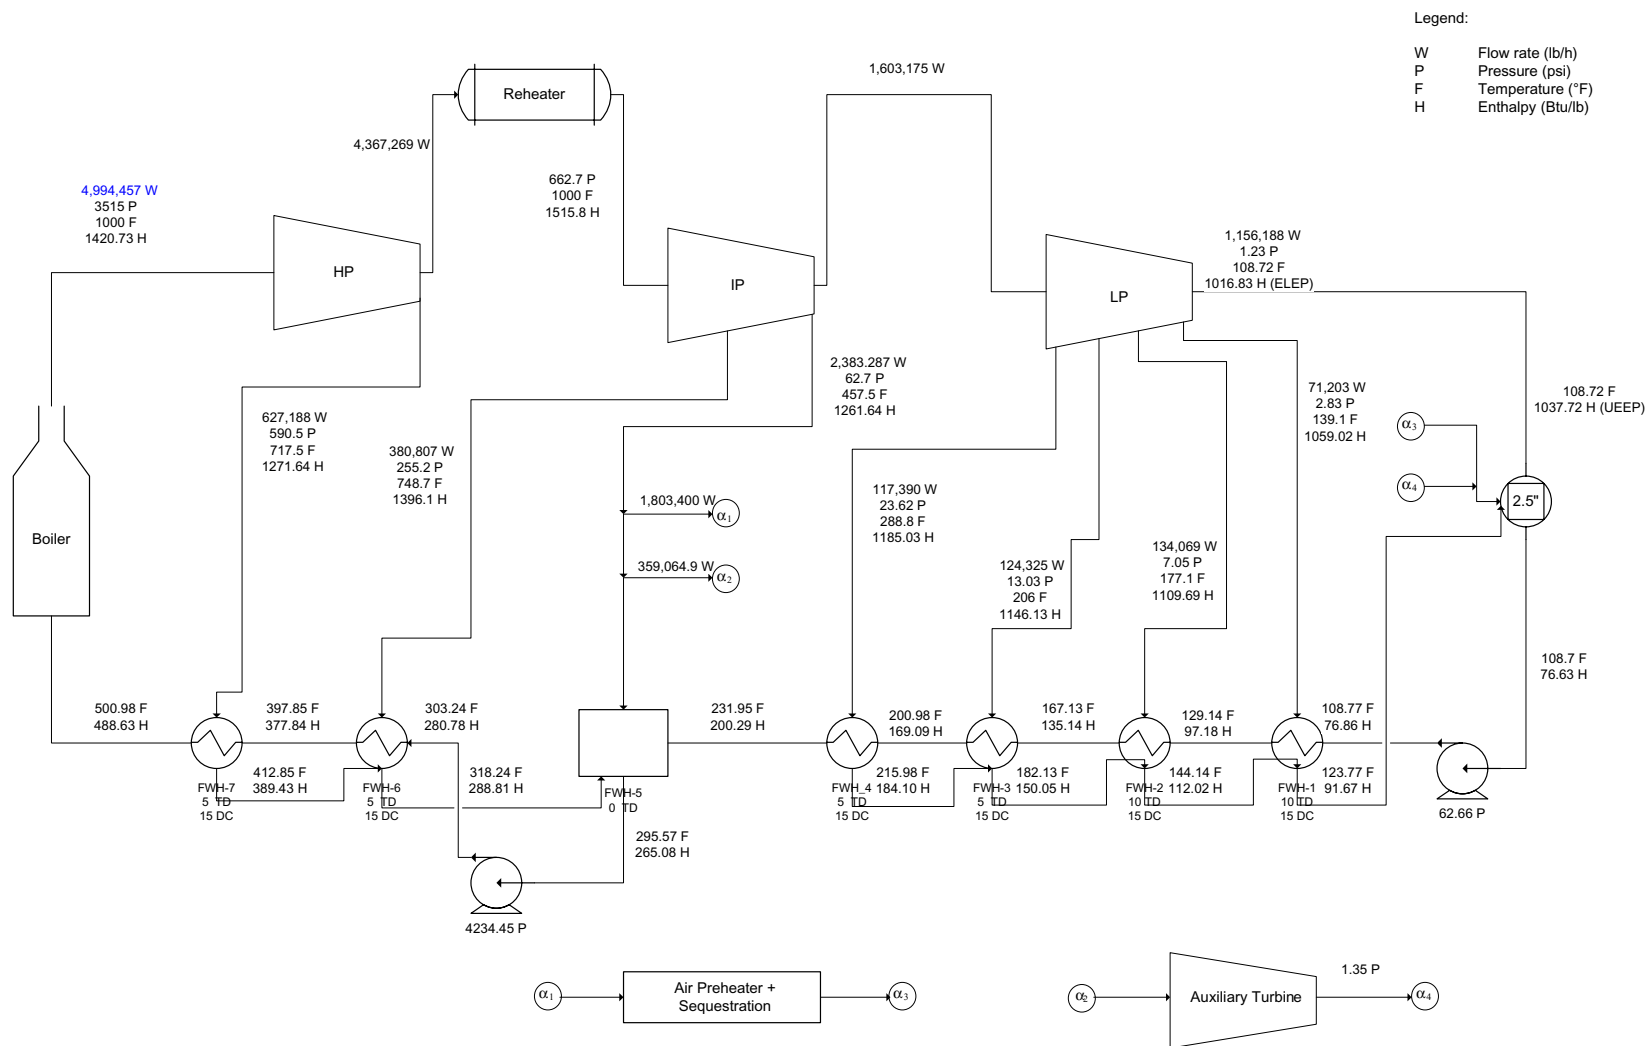 Legend:
W Flow rate (lb/h)
P Pressure (psi)
F Temperature (°F)
H Enthalpy (Btu/lb)
1,603,175 W
Reheater
4,367,269 W
4,994,457 W
3515 P
1000 F
1420.73 H
662.7 P
1000 F
1515.8 H
HP
IP
LP
1,156,188 W
1.23 P
108.72 F
1016.83 H (ELEP)
2,383.287 W
62.7 P
457.5 F
1261.64 H
71,203 W
2.83 P
139.1 F
1059.02 H
108.72 F
1037.72 H (UEEP)
627,188 W
590.5 P
717.5 F
1271.64 H
380,807 W
255.2 P
748.7 F
1396.1 H
α3
α4
2.5"
1,803,400 W
α1
359,064.9 W
α2
117,390 W
23.62 P
288.8 F
1185.03 H
124,325 W
13.03 P
206 F
1146.13 H
134,069 W
7.05 P
177.1 F
1109.69 H
Boiler
108.7 F
76.63 H
500.98 F
488.63 H
397.85 F
377.84 H
303.24 F
280.78 H
231.95 F
200.29 H
200.98 F
169.09 H
167.13 F
135.14 H
129.14 F
97.18 H
108.77 F
76.86 H
412.85 F
389.43 H
318.24 F
288.81 H
215.98 F
184.10 H
182.13 F
150.05 H
144.14 F
112.02 H
123.77 F
91.67 H
FWH-7
5 TD
15 DC
FWH-6
5 TD
15 DC
FWH-5
0 TD
FWH_4
5 TD
15 DC
FWH-3
5 TD
15 DC
FWH-2
10 TD
15 DC
FWH-1
10 TD
15 DC
62.66 P
295.57 F
265.08 H
4234.45 P
α1
Air Preheater +
Sequestration
α3
α2
Auxiliary Turbine
1.35 P
α4